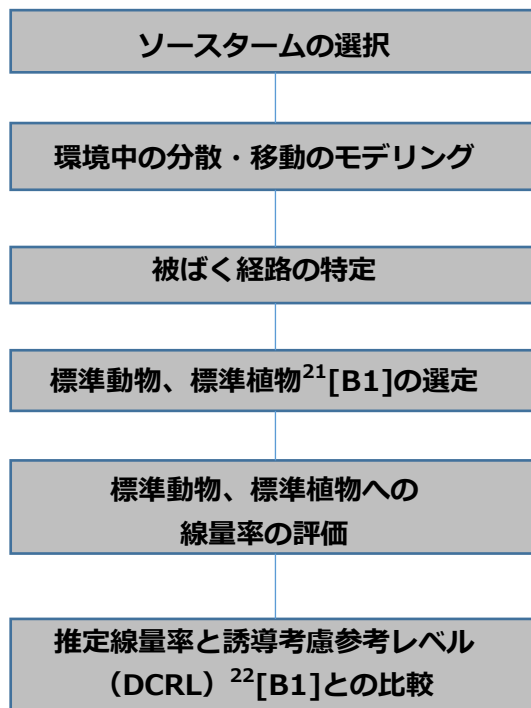 ソースタームの選択
環境中の分散・移動のモデリング
被ばく経路の特定
標準動物、標準植物21[B1]の選定
標準動物、標準植物への
線量率の評価
推定線量率と誘導考慮参考レベル
（DCRL）22[B1]との比較